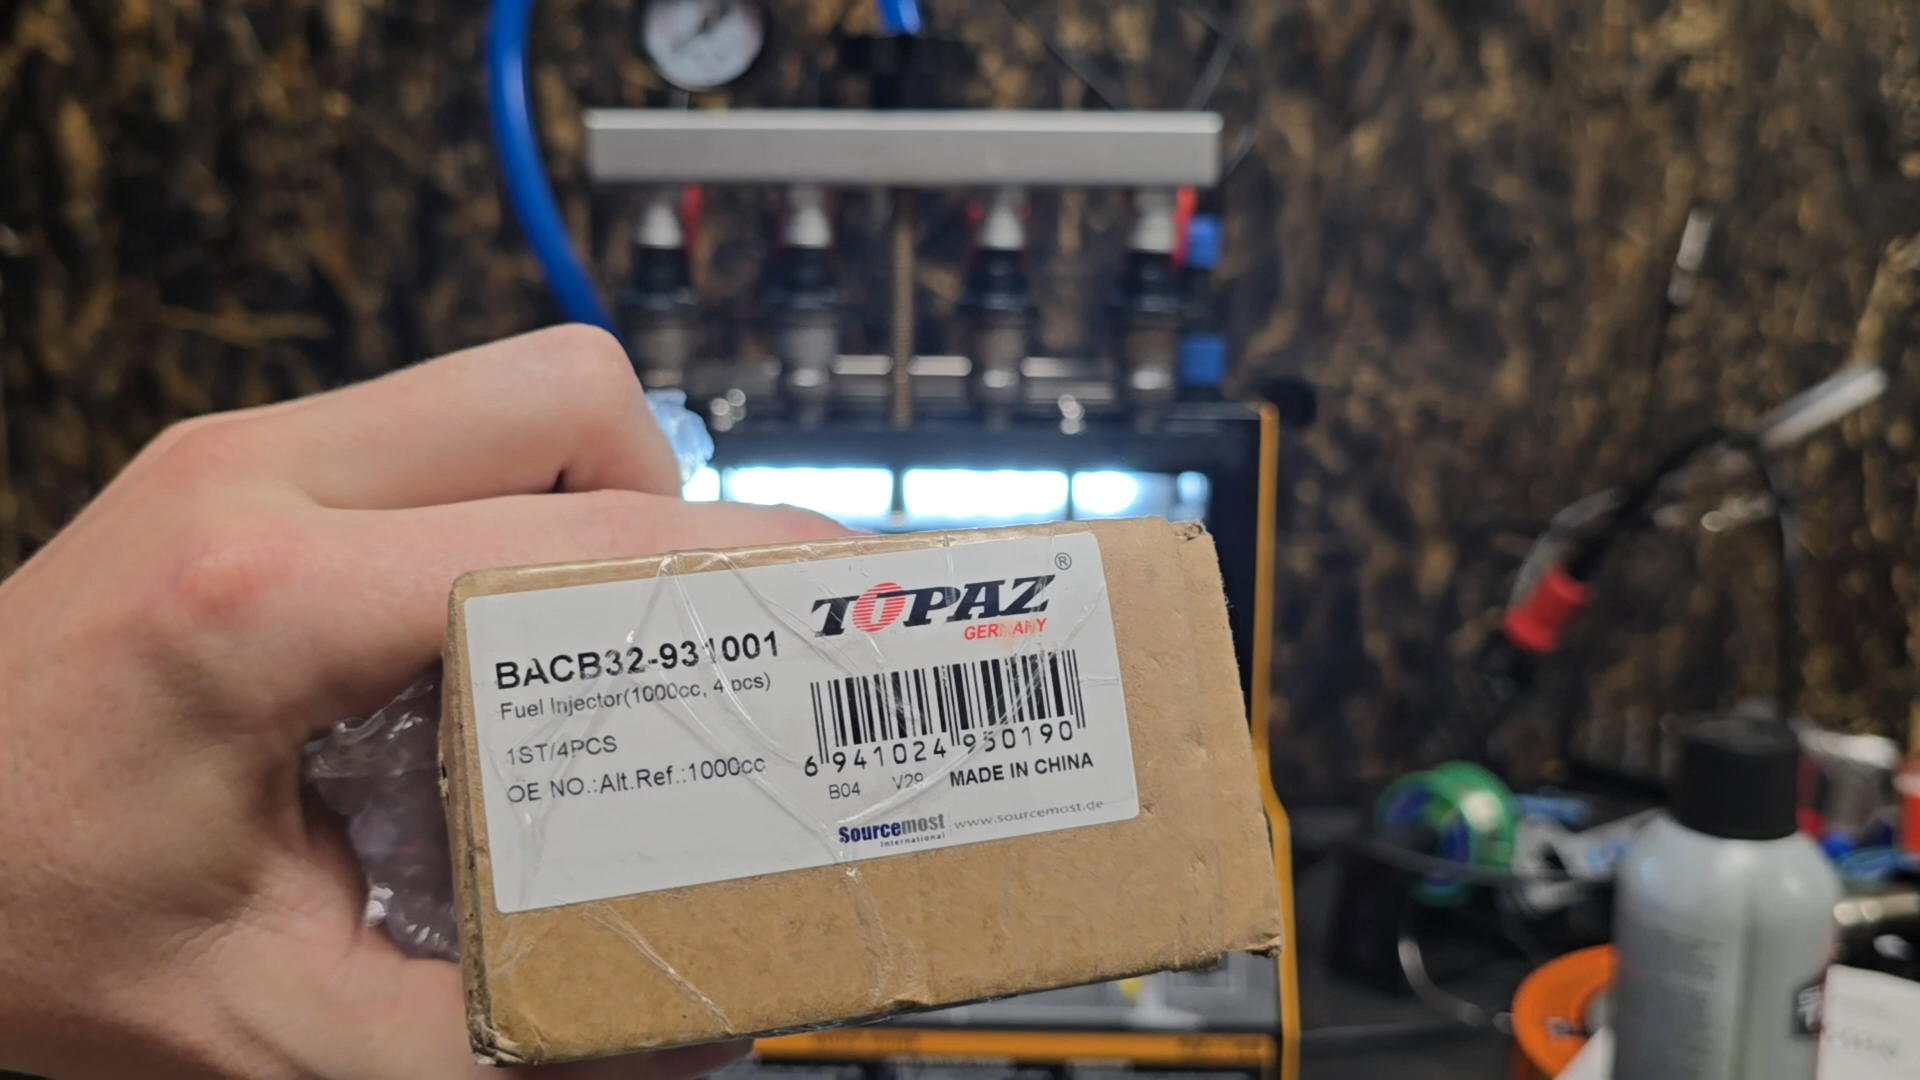 TOPAZ®
GERMANY
BACB32-931001
Fuel Injector(1000cc, 4 pcs)
1ST/4PCS
OE NO.:Alt.Ref.:1000cc
6 941024 950190
B04 V29 MADE IN CHINA
Sourcemost
International
www.sourcemost.de